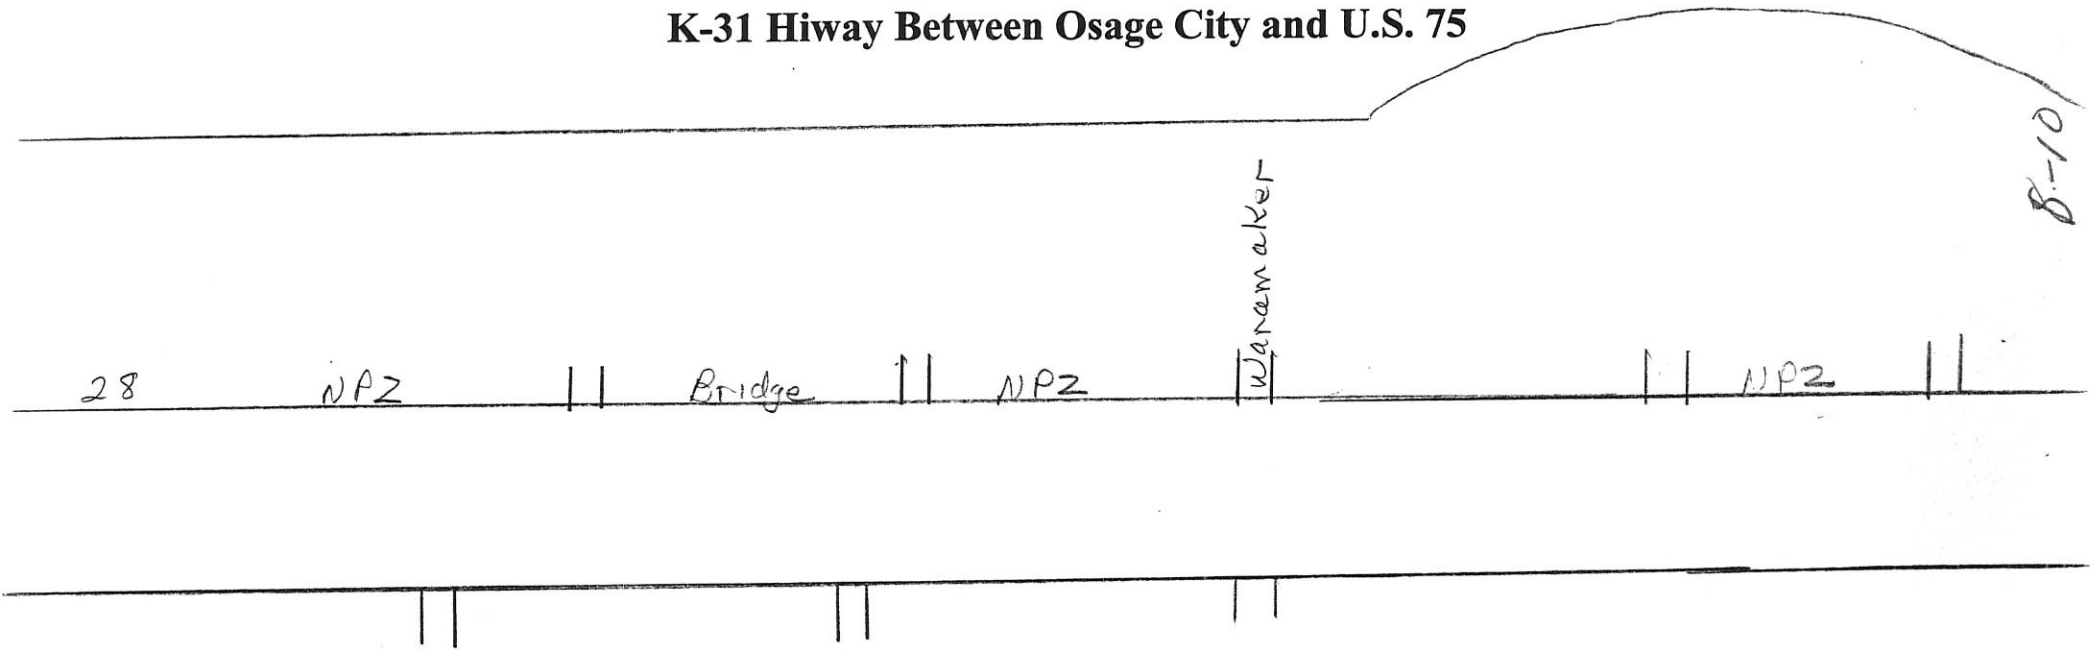 K-31 Hiway Between Osage City and U.S. 75
8-10
Wanamaker
28 NPZ Bridge NPZ NPZ